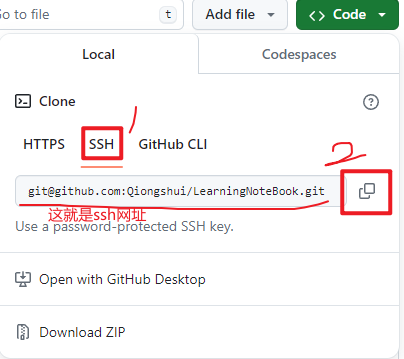 Go to file t Add file Code
Local Codespaces
Clone
1
HTTPS SSH GitHub CLI
2
git@github.com:Qiongshui/LearningNoteBook.git
这就是ssh网址
Use a password-protected SSH key.
Open with GitHub Desktop
Download ZIP